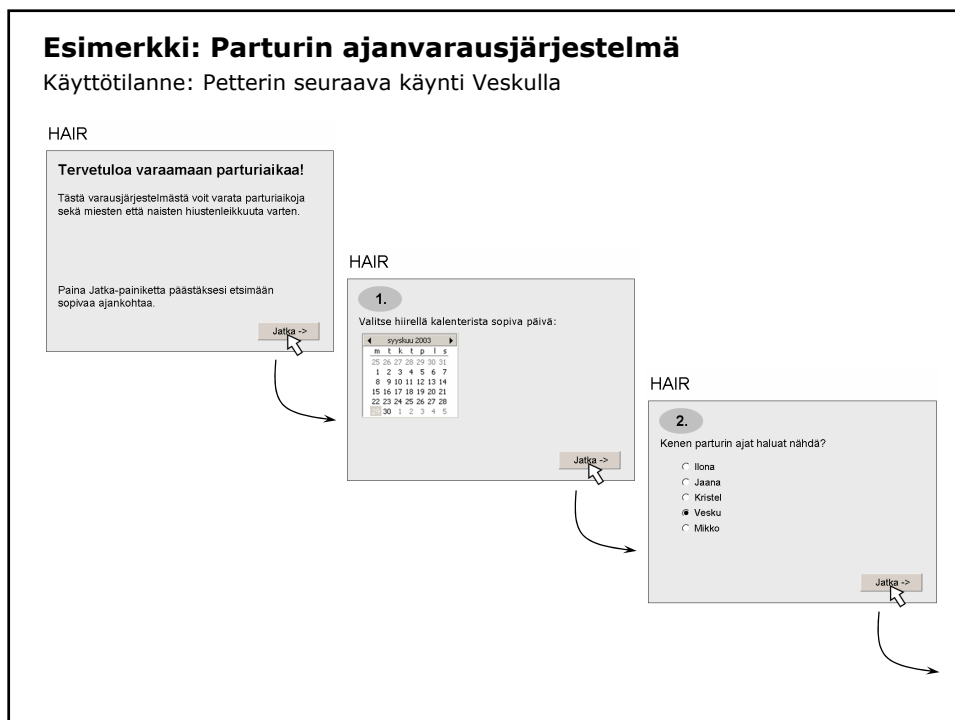 Esimerkki: Parturin ajanvarausjärjestelmä
Käyttötilanne: Petterin seuraava käynti Veskulla
HAIR
Tervetuloa varaamaan parturiaikaa!
Tästä varausjärjestelmästä voit varata parturiaikoja
sekä miesten että naisten hiustenleikkuuta varten.
Paina Jatka-painiketta päästäksesi etsimään
sopivaa ajankohtaa.
Jatka ->
HAIR
1.
Valitse hiirellä kalenterista sopiva päivä:
syyskuu 2003
m t k t p l s
25 26 27 28 29 30 31
1 2 3 4 5 6 7
8 9 10 11 12 13 14
15 16 17 18 19 20 21
22 23 24 25 26 27 28
29 30 1 2 3 4 5
Jatka ->
HAIR
2.
Kenen parturin ajat haluat nähdä?
Ilona
Jaana
Kristel
Vesku
Mikko
Jatka ->